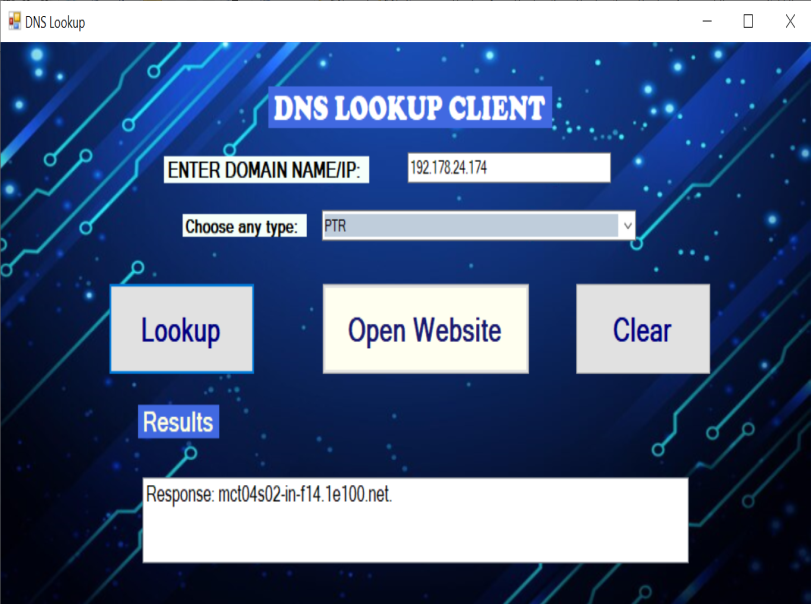 DNS Lookup
DNS LOOKUP CLIENT
ENTER DOMAIN NAME/IP: 192.178.24.174
Choose any type: PTR
Lookup Open Website Clear
Results
Response: mct04s02-in-f14.1e100.net.